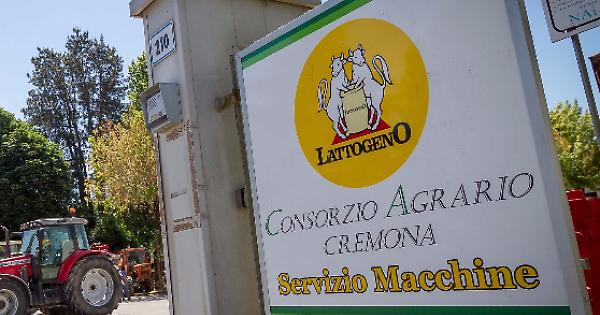 210
LATTOGENO
CONSORZIO AGRARIO
CREMONA
Servizio Macchine